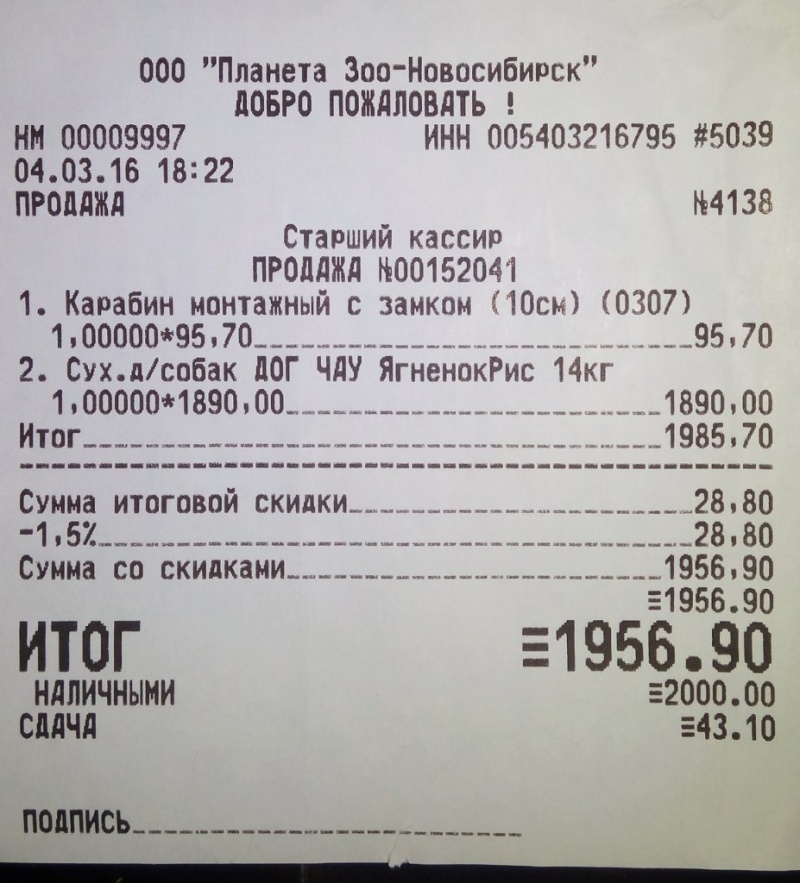 ООО "Планета Зоо-Новосибирск"
ДОБРО ПОЖАЛОВАТЬ !
НМ 00009997 ИНН 005403216795 #5039
04.03.16 18:22
ПРОДАЖА №4138
Старший кассир
ПРОДАЖА №00152041
1. Карабин монтажный с замком (10см) (0307)
1,00000*95,70 95,70
2. Сух.д/собак ДОГ ЧАУ ЯгненокРис 14кг
1,00000*1890,00 1890,00
Итог 1985,70
Сумма итоговой скидки 28,80
-1,5% 28,80
Сумма со скидками 1956,90
≡1956.90
ИТОГ ≡1956.90
НАЛИЧНЫМИ ≡2000.00
СДАЧА ≡43.10
ПОДПИСЬ